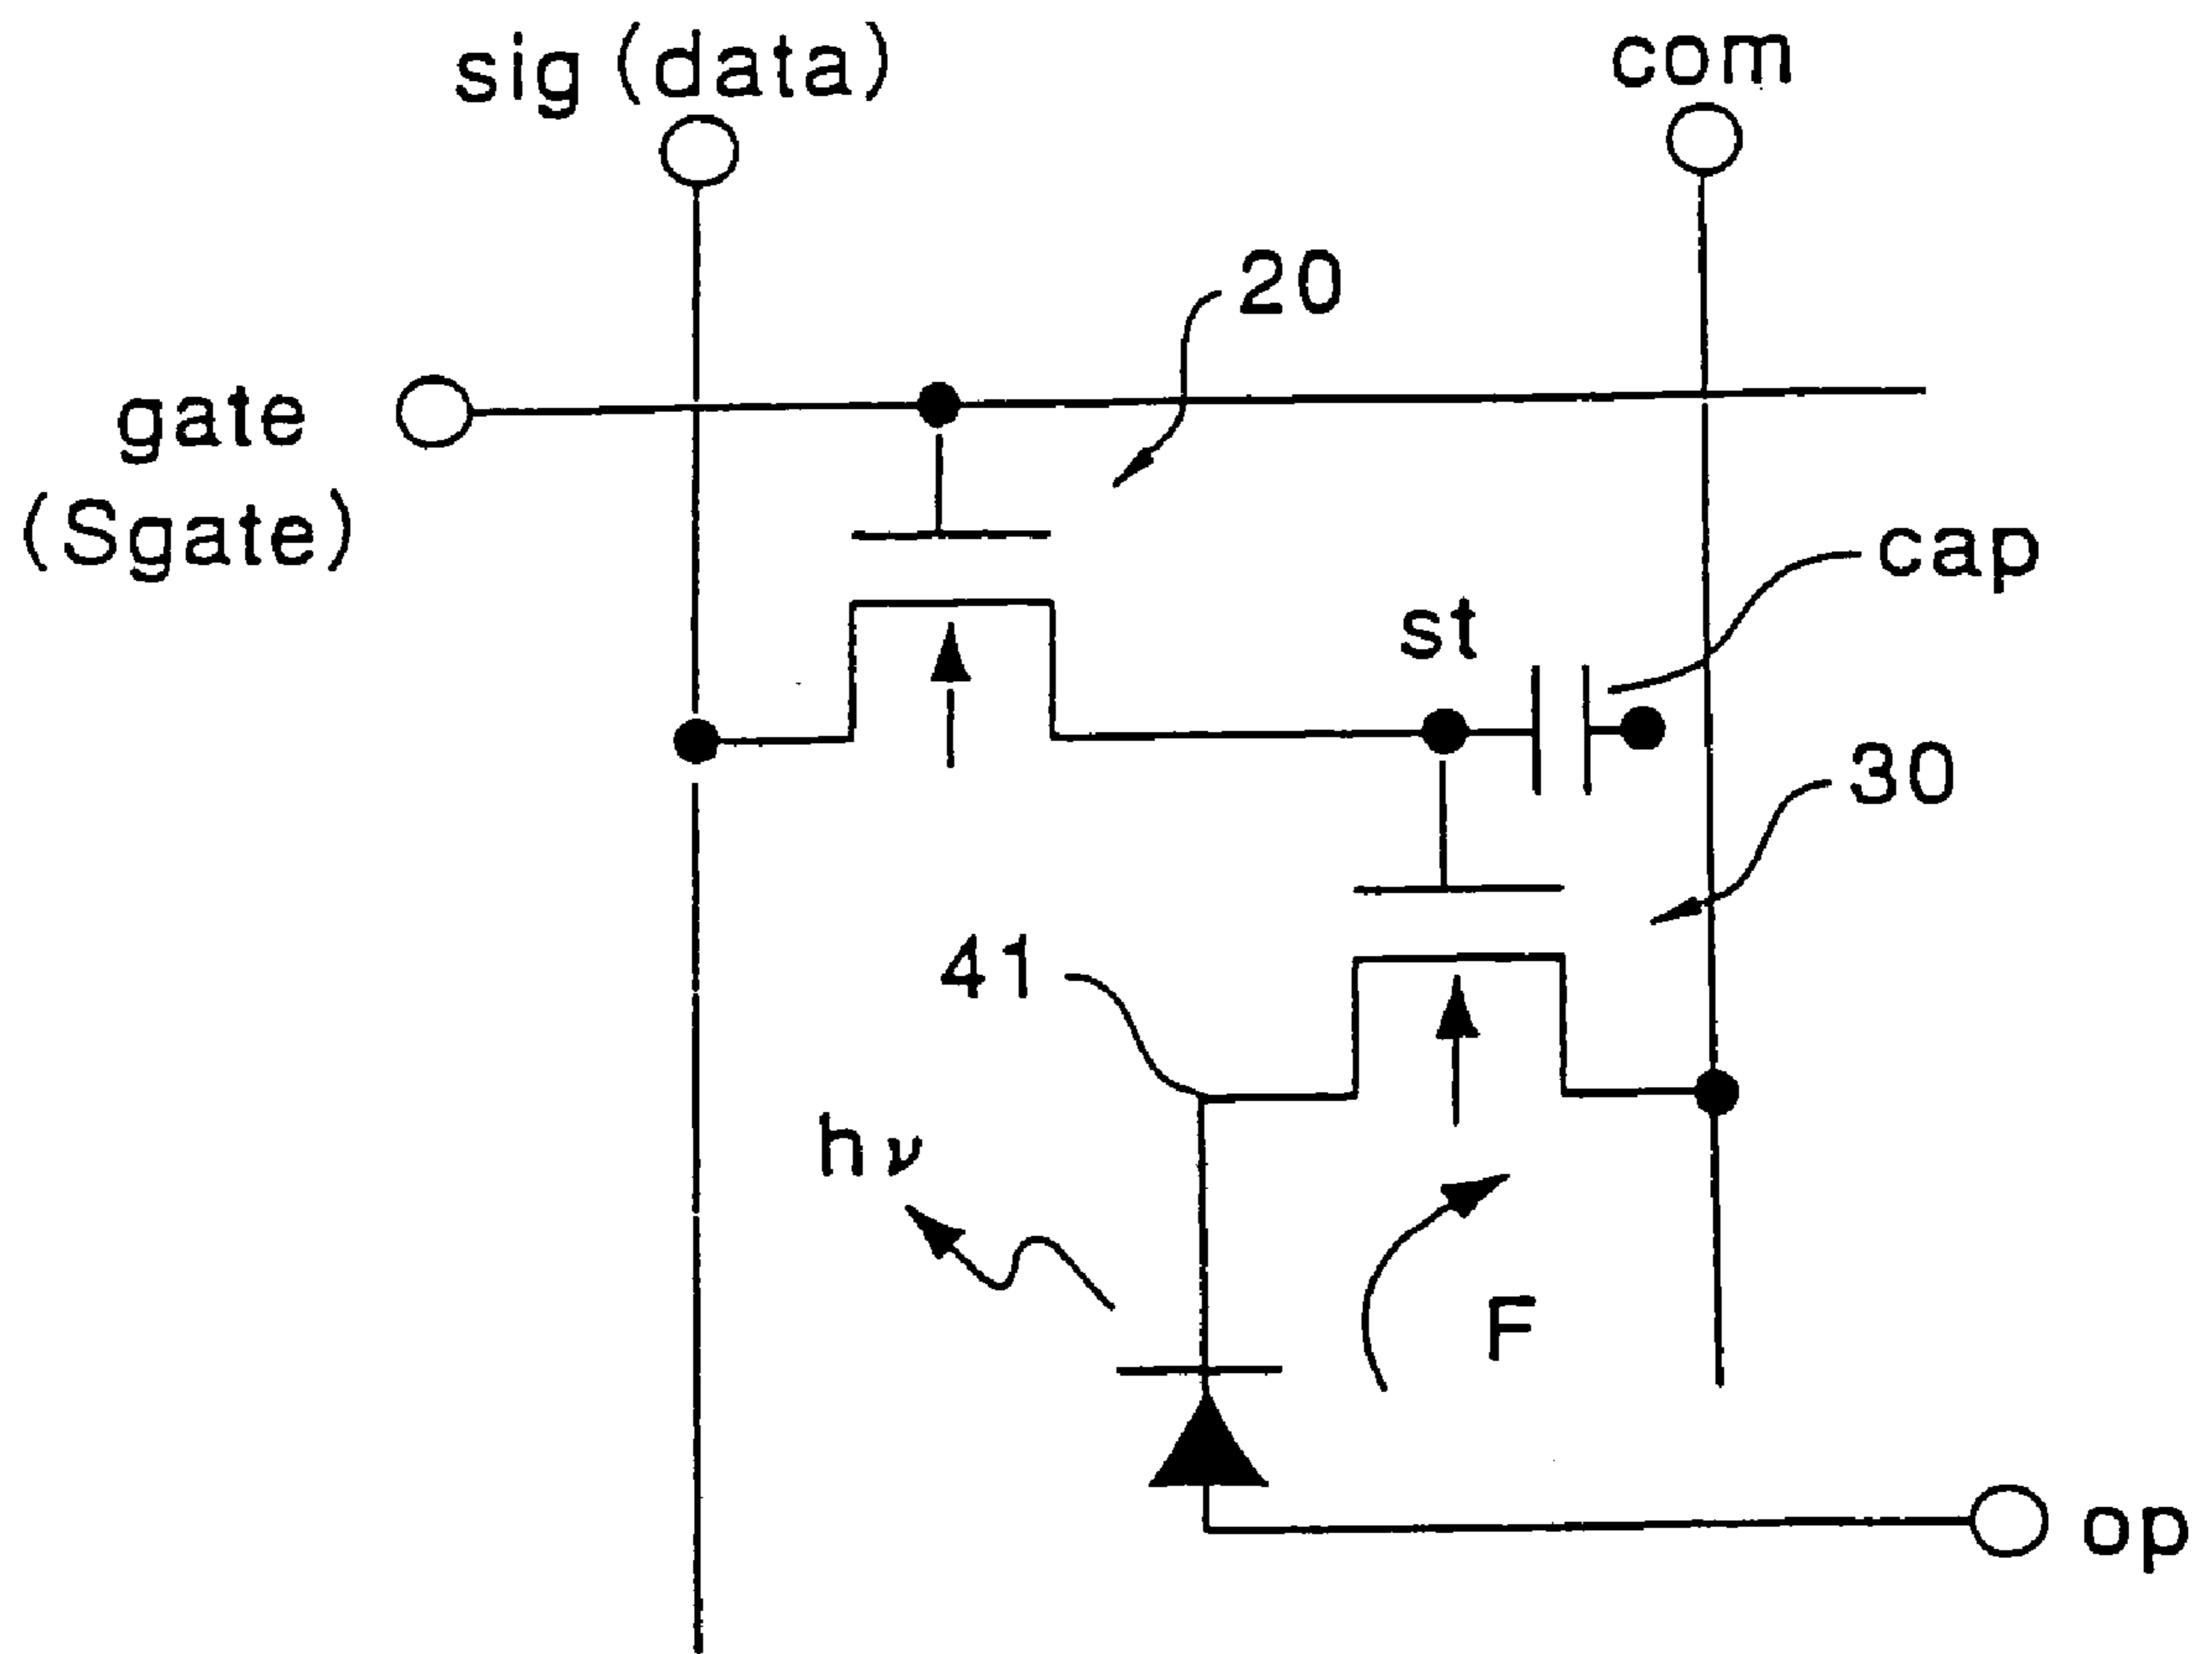 sig (data)
com
20
gate
(Sgate)
cap
st
30
41
hν
F
op